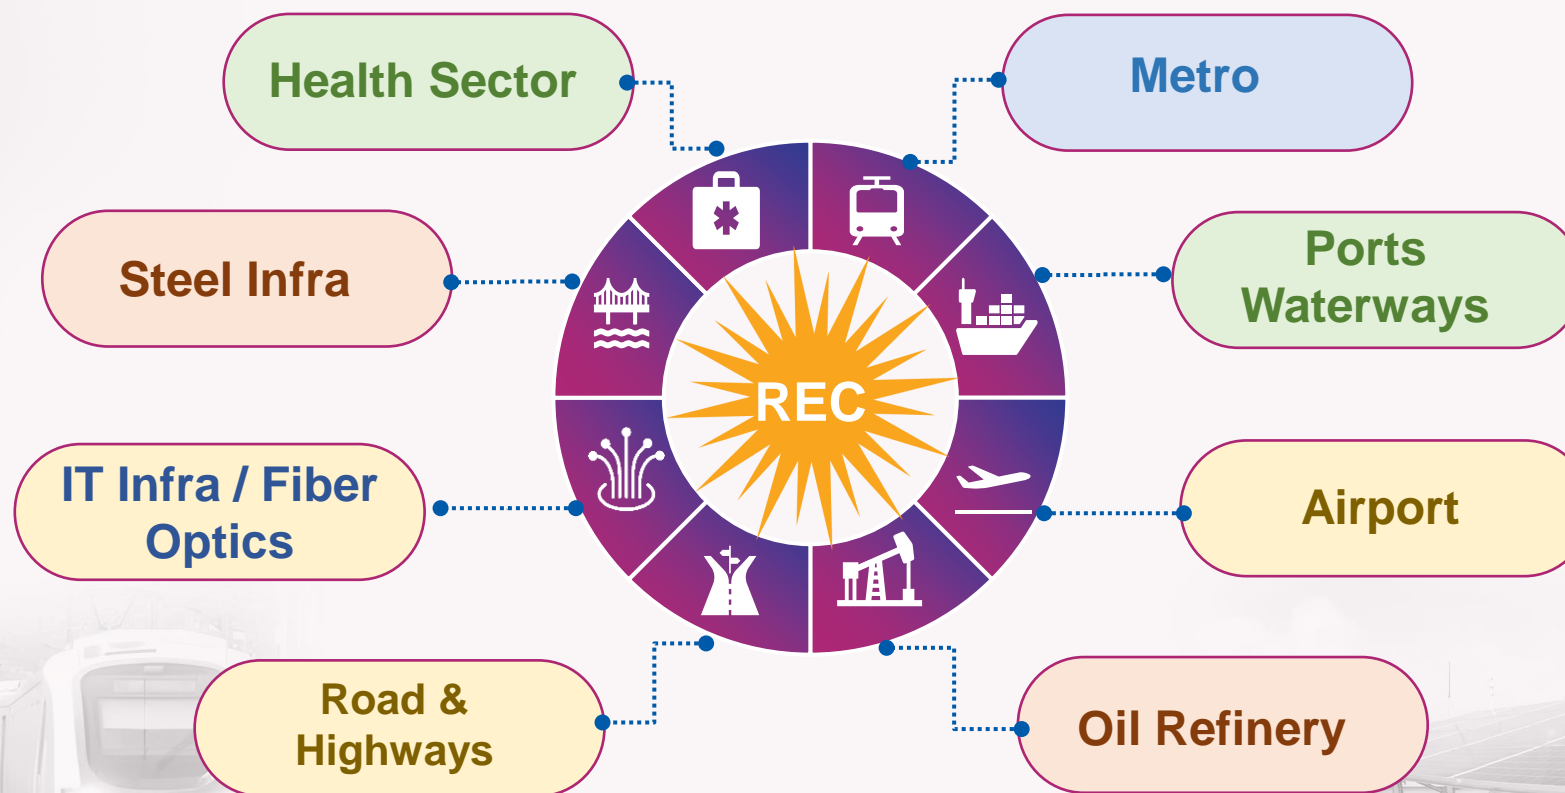 Health Sector
Metro
Steel Infra
Ports
Waterways
REC
IT Infra / Fiber
Optics
Airport
Road &
Highways
Oil Refinery